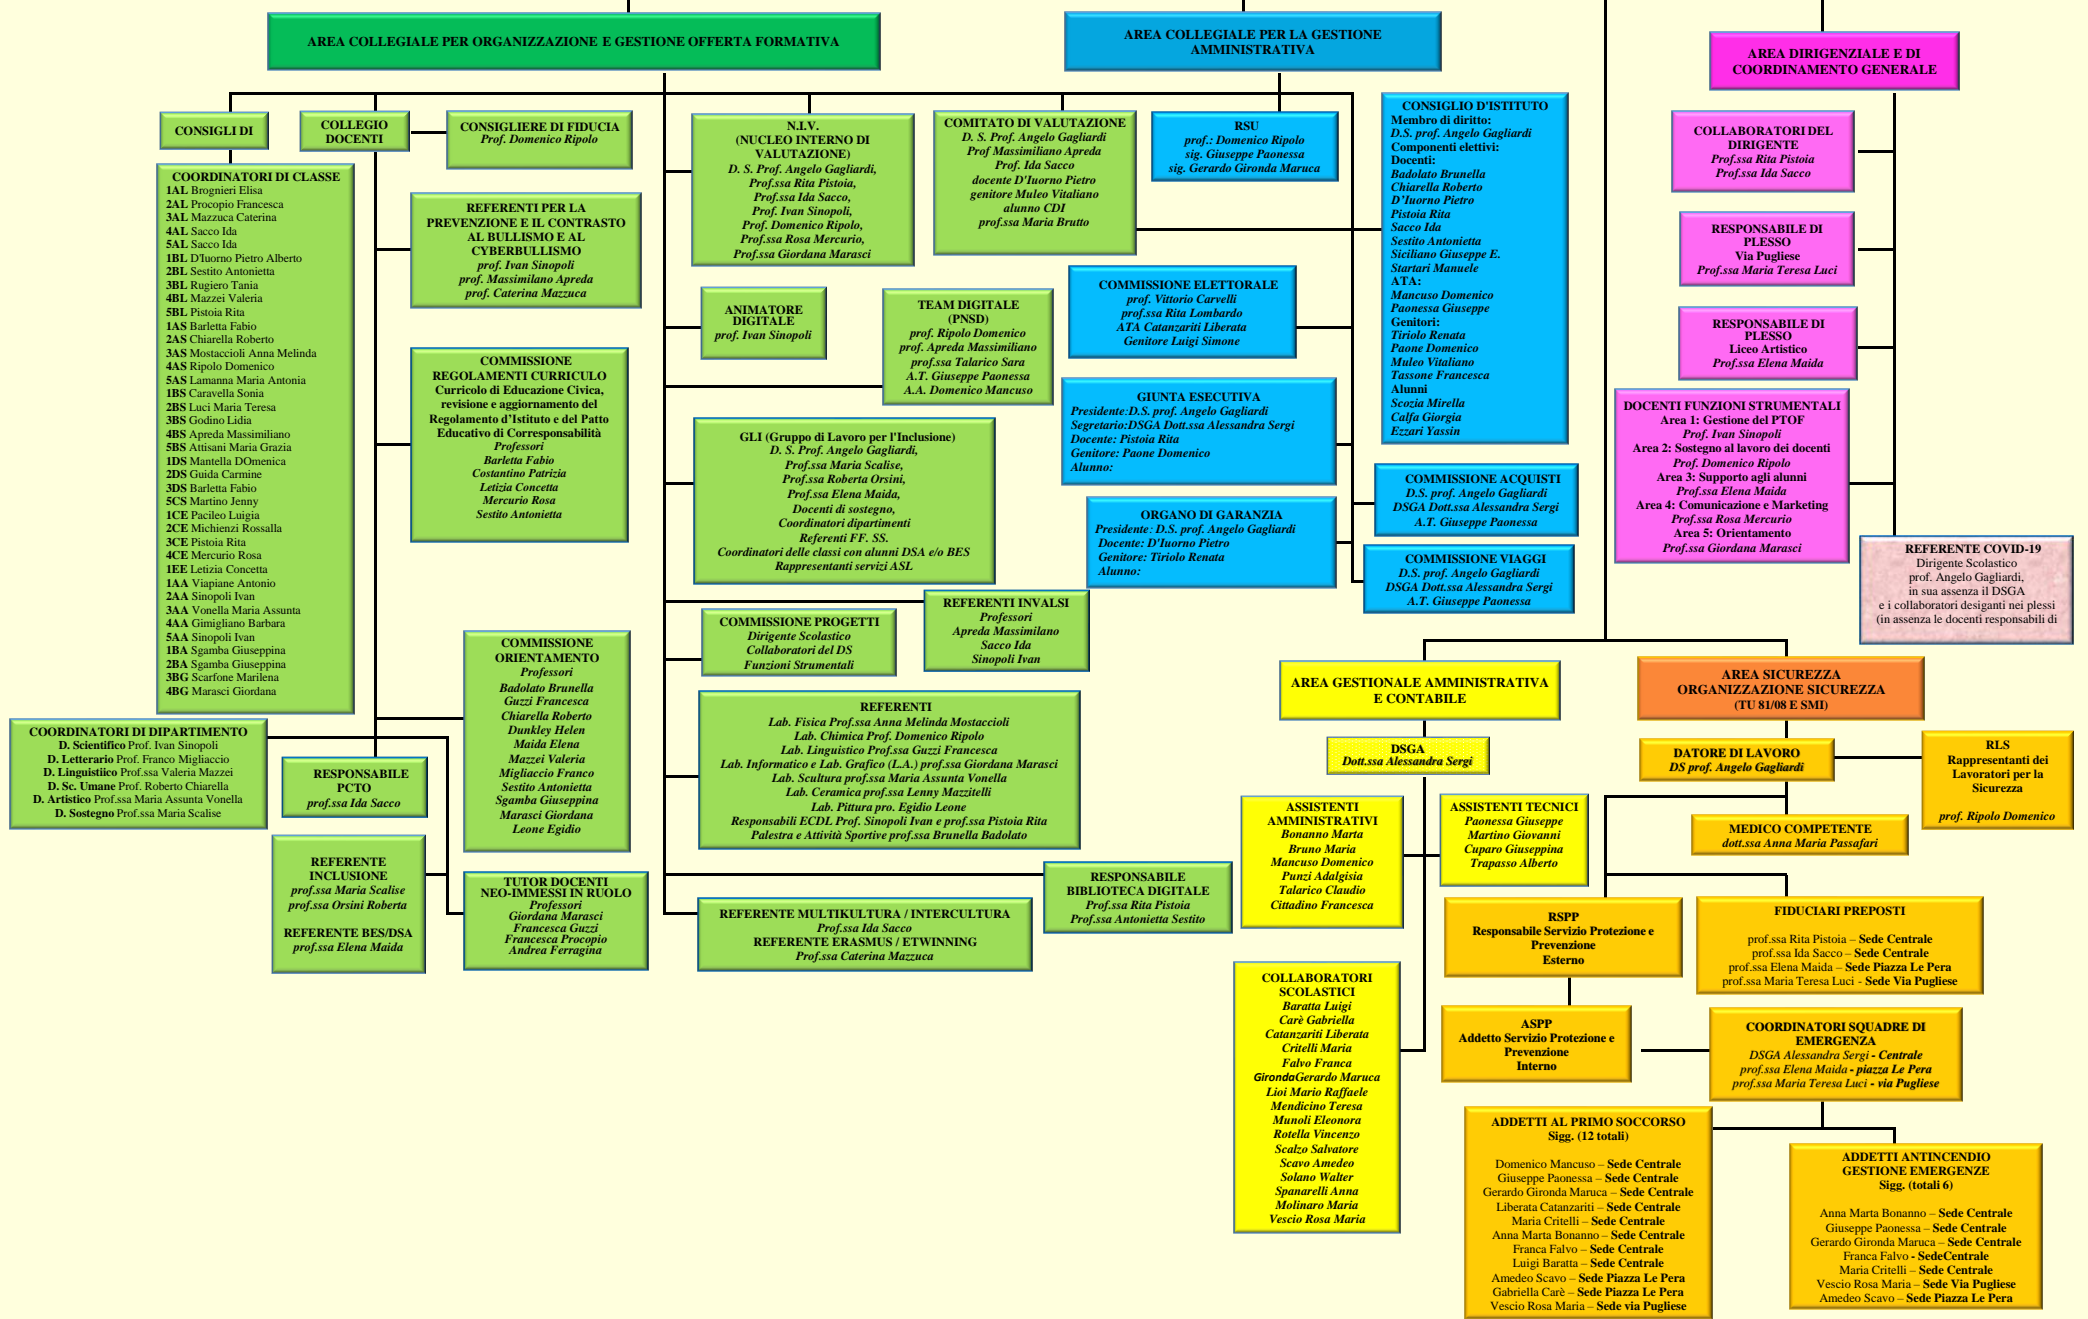 AREA COLLEGIALE PER ORGANIZZAZIONE E GESTIONE OFFERTA FORMATIVA
AREA COLLEGIALE PER LA GESTIONE
AMMINISTRATIVA
AREA DIRIGENZIALE E DI
COORDINAMENTO GENERALE
CONSIGLI DI
COORDINATORI DI CLASSE
1AL Brognieri Elisa
2AL Procopio Francesca
3AL Mazzuca Caterina
4AL Sacco Ida
5AL Sacco Ida
1BL D'Iuorno Pietro Alberto
2BL Sestito Antonietta
3BL Rugiero Tania
4BL Mazzei Valeria
5BL Pistoia Rita
1AS Barletta Fabio
2AS Chiarella Roberto
3AS Mostaccioli Anna Melinda
4AS Ripolo Domenico
5AS Lamanna Maria Antonia
1BS Caravella Sonia
2BS Luci Maria Teresa
3BS Godino Lidia
4BS Apreda Massimiliano
5BS Attisani Maria Grazia
1DS Mantella DOmenica
2DS Guida Carmine
3DS Barletta Fabio
5CS Martino Jenny
1CE Pacileo Luigia
2CE Michienzi Rossalla
3CE Pistoia Rita
4CE Mercurio Rosa
1EE Letizia Concetta
1AA Viapiane Antonio
2AA Sinopoli Ivan
3AA Vonella Maria Assunta
4AA Gimigliano Barbara
5AA Sinopoli Ivan
1BA Sgamba Giuseppina
2BA Sgamba Giuseppina
3BG Scarfone Marilena
4BG Marasci Giordana
COORDINATORI DI DIPARTIMENTO
D. Scientifico Prof. Ivan Sinopoli
D. Letterario Prof. Franco Migliaccio
D. Linguistiico Prof.ssa Valeria Mazzei
D. Sc. Umane Prof. Roberto Chiarella
D. Artistico Prof.ssa Maria Assunta Vonella
D. Sostegno Prof.ssa Maria Scalise
COLLEGIO
DOCENTI
CONSIGLIERE DI FIDUCIA
Prof. Domenico Ripolo
REFERENTI PER LA
PREVENZIONE E IL CONTRASTO
AL BULLISMO E AL
CYBERBULLISMO
prof. Ivan Sinopoli
prof. Massimilano Apreda
prof. Caterina Mazzuca
COMMISSIONE
REGOLAMENTI CURRICULO
Curricolo di Educazione Civica,
revisione e aggiornamento del
Regolamento d'Istituto e del Patto
Educativo di Corresponsabilità
Professori
Barletta Fabio
Costantino Patrizia
Letizia Concetta
Mercurio Rosa
Sestito Antonietta
COMMISSIONE
ORIENTAMENTO
Professori
Badolato Brunella
Guzzi Francesca
Chiarella Roberto
Dunkley Helen
Maida Elena
Mazzei Valeria
Migliaccio Franco
Sestito Antonietta
Sgamba Giuseppina
Marasci Giordana
Leone Egidio
RESPONSABILE
PCTO
prof.ssa Ida Sacco
REFERENTE
INCLUSIONE
prof.ssa Maria Scalise
prof.ssa Orsini Roberta
REFERENTE BES/DSA
prof.ssa Elena Maida
TUTOR DOCENTI
NEO-IMMESSI IN RUOLO
Professori
Giordana Marasci
Francesca Guzzi
Francesca Procopio
Andrea Ferragina
N.I.V.
(NUCLEO INTERNO DI
VALUTAZIONE)
D. S. Prof. Angelo Gagliardi,
Prof.ssa Rita Pistoia,
Prof.ssa Ida Sacco,
Prof. Ivan Sinopoli,
Prof. Domenico Ripolo,
Prof.ssa Rosa Mercurio,
Prof.ssa Giordana Marasci
COMITATO DI VALUTAZIONE
D. S. Prof. Angelo Gagliardi
Prof Massimiliano Apreda
Prof. Ida Sacco
docente D'Iuorno Pietro
genitore Muleo Vitaliano
alunno CDI
prof.ssa Maria Brutto
ANIMATORE
DIGITALE
prof. Ivan Sinopoli
TEAM DIGITALE
(PNSD)
prof. Ripolo Domenico
prof. Apreda Massimiliano
prof.ssa Talarico Sara
A.T. Giuseppe Paonessa
A.A. Domenico Mancuso
GLI (Gruppo di Lavoro per l'Inclusione)
D. S. Prof. Angelo Gagliardi,
Prof.ssa Maria Scalise,
Prof.ssa Roberta Orsini,
Prof.ssa Elena Maida,
Docenti di sostegno,
Coordinatori dipartimenti
Referenti FF. SS.
Coordinatori delle classi con alunni DSA e/o BES
Rappresentanti servizi ASL
COMMISSIONE PROGETTI
Dirigente Scolastico
Collaboratori del DS
Funzioni Strumentali
REFERENTI INVALSI
Professori
Apreda Massimilano
Sacco Ida
Sinopoli Ivan
REFERENTI
Lab. Fisica Prof.ssa Anna Melinda Mostaccioli
Lab. Chimica Prof. Domenico Ripolo
Lab. Linguistico Prof.ssa Guzzi Francesca
Lab. Informatico e Lab. Grafico (L.A.) prof.ssa Giordana Marasci
Lab. Scultura prof.ssa Maria Assunta Vonella
Lab. Ceramica prof.ssa Lenny Mazzitelli
Lab. Pittura pro. Egidio Leone
Responsabili ECDL Prof. Sinopoli Ivan e prof.ssa Pistoia Rita
Palestra e Attività Sportive prof.ssa Brunella Badolato
RESPONSABILE
BIBLIOTECA DIGITALE
Prof.ssa Rita Pistoia
Prof.ssa Antonietta Sestito
REFERENTE MULTIKULTURA / INTERCULTURA
Prof.ssa Ida Sacco
REFERENTE ERASMUS / ETWINNING
Prof.ssa Caterina Mazzuca
RSU
prof.: Domenico Ripolo
sig. Giuseppe Paonessa
sig. Gerardo Gironda Maruca
COMMISSIONE ELETTORALE
prof. Vittorio Carvelli
prof.ssa Rita Lombardo
ATA Catanzariti Liberata
Genitore Luigi Simone
GIUNTA ESECUTIVA
Presidente:D.S. prof. Angelo Gagliardi
Segretario:DSGA Dott.ssa Alessandra Sergi
Docente: Pistoia Rita
Genitore: Paone Domenico
Alunno:
ORGANO DI GARANZIA
Presidente: D.S. prof. Angelo Gagliardi
Docente: D'Iuorno Pietro
Genitore: Tiriolo Renata
Alunno:
CONSIGLIO D'ISTITUTO
Membro di diritto:
D.S. prof. Angelo Gagliardi
Componenti elettivi:
Docenti:
Badolato Brunella
Chiarella Roberto
D'Iuorno Pietro
Pistoia Rita
Sacco Ida
Sestito Antonietta
Siciliano Giuseppe E.
Startari Manuele
ATA:
Mancuso Domenico
Paonessa Giuseppe
Genitori:
Tiriolo Renata
Paone Domenico
Muleo Vitaliano
Tassone Francesca
Alunni
Scozia Mirella
Calfa Giorgia
Ezzari Yassin
COMMISSIONE ACQUISTI
D.S. prof. Angelo Gagliardi
DSGA Dott.ssa Alessandra Sergi
A.T. Giuseppe Paonessa
COMMISSIONE VIAGGI
D.S. prof. Angelo Gagliardi
DSGA Dott.ssa Alessandra Sergi
A.T. Giuseppe Paonessa
COLLABORATORI DEL
DIRIGENTE
Prof.ssa Rita Pistoia
Prof.ssa Ida Sacco
RESPONSABILE DI
PLESSO
Via Pugliese
Prof.ssa Maria Teresa Luci
RESPONSABILE DI
PLESSO
Liceo Artistico
Prof.ssa Elena Maida
DOCENTI FUNZIONI STRUMENTALI
Area 1: Gestione del PTOF
Prof. Ivan Sinopoli
Area 2: Sostegno al lavoro dei docenti
Prof. Domenico Ripolo
Area 3: Supporto agli alunni
Prof.ssa Elena Maida
Area 4: Comunicazione e Marketing
Prof.ssa Rosa Mercurio
Area 5: Orientamento
Prof.ssa Giordana Marasci
REFERENTE COVID-19
Dirigente Scolastico
prof. Angelo Gagliardi,
in sua assenza il DSGA
e i collaboratori desiganti nei plessi
(in assenza le docenti responsabili di
AREA GESTIONALE AMMINISTRATIVA
E CONTABILE
DSGA
Dott.ssa Alessandra Sergi
ASSISTENTI
AMMINISTRATIVI
Bonanno Marta
Bruno Maria
Mancuso Domenico
Punzi Adalgisia
Talarico Claudio
Cittadino Francesca
ASSISTENTI TECNICI
Paonessa Giuseppe
Martino Giovanni
Cuparo Giuseppina
Trapasso Alberto
COLLABORATORI
SCOLASTICI
Baratta Luigi
Carè Gabriella
Catanzariti Liberata
Critelli Maria
Falvo Franca
GirondaGerardo Maruca
Lioi Mario Raffaele
Mendicino Teresa
Munoli Eleonora
Rotella Vincenzo
Scalzo Salvatore
Scavo Amedeo
Solano Walter
Spanarelli Anna
Molinaro Maria
Vescio Rosa Maria
AREA SICUREZZA
ORGANIZZAZIONE SICUREZZA
(TU 81/08 E SMI)
DATORE DI LAVORO
DS prof. Angelo Gagliardi
RLS
Rappresentanti dei
Lavoratori per la
Sicurezza
prof. Ripolo Domenico
MEDICO COMPETENTE
dott.ssa Anna Maria Passafari
RSPP
Responsabile Servizio Protezione e
Prevenzione
Esterno
FIDUCIARI PREPOSTI
prof.ssa Rita Pistoia – Sede Centrale
prof.ssa Ida Sacco – Sede Centrale
prof.ssa Elena Maida – Sede Piazza Le Pera
prof.ssa Maria Teresa Luci - Sede Via Pugliese
ASPP
Addetto Servizio Protezione e
Prevenzione
Interno
COORDINATORI SQUADRE DI
EMERGENZA
DSGA Alessandra Sergi - Centrale
prof.ssa Elena Maida - piazza Le Pera
prof.ssa Maria Teresa Luci - via Pugliese
ADDETTI AL PRIMO SOCCORSO
Sigg. (12 totali)
Domenico Mancuso – Sede Centrale
Giuseppe Paonessa – Sede Centrale
Gerardo Gironda Maruca – Sede Centrale
Liberata Catanzariti – Sede Centrale
Maria Critelli – Sede Centrale
Anna Marta Bonanno – Sede Centrale
Franca Falvo – Sede Centrale
Luigi Baratta – Sede Centrale
Amedeo Scavo – Sede Piazza Le Pera
Gabriella Carè – Sede Piazza Le Pera
Vescio Rosa Maria – Sede via Pugliese
ADDETTI ANTINCENDIO
GESTIONE EMERGENZE
Sigg. (totali 6)
Anna Marta Bonanno – Sede Centrale
Giuseppe Paonessa – Sede Centrale
Gerardo Gironda Maruca – Sede Centrale
Franca Falvo - SedeCentrale
Maria Critelli – Sede Centrale
Vescio Rosa Maria – Sede Via Pugliese
Amedeo Scavo – Sede Piazza Le Pera